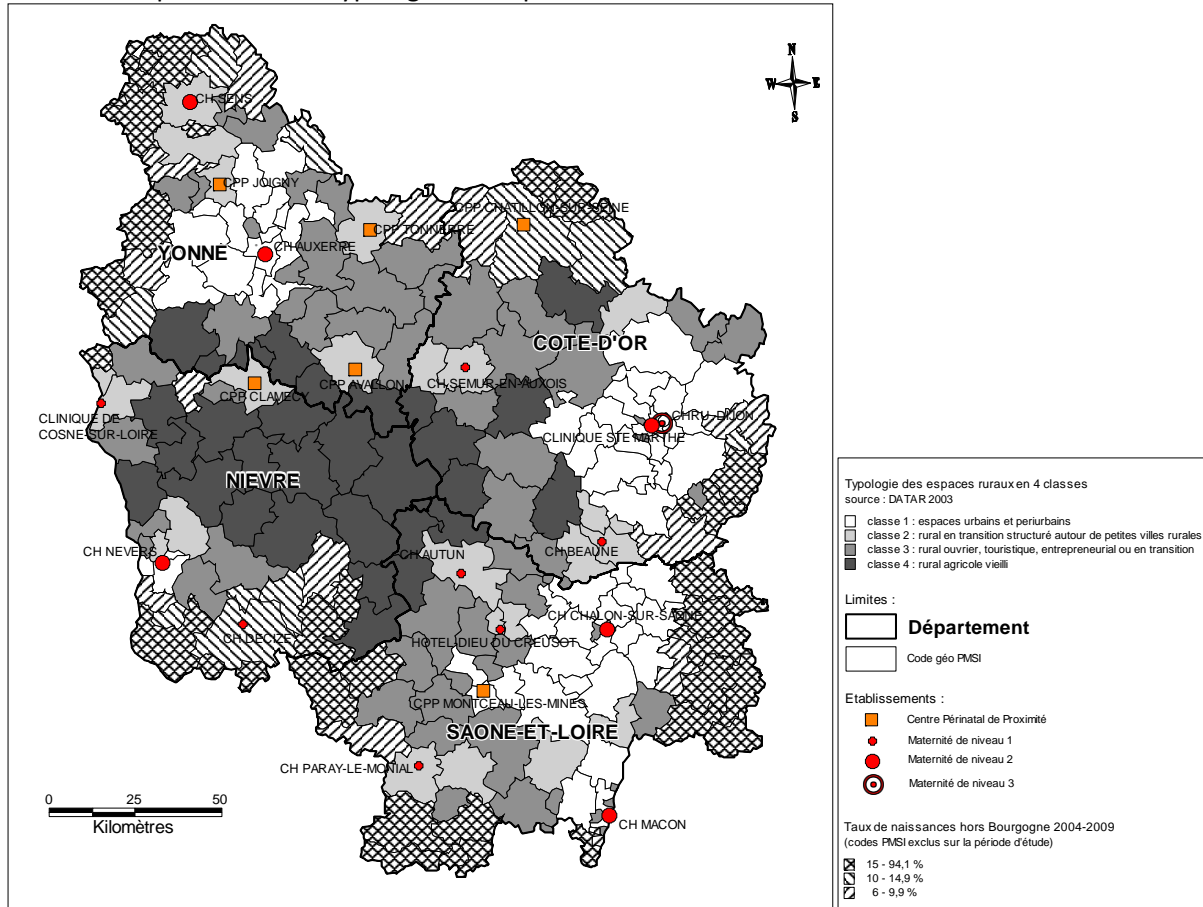 N
W E
S
CH SENS
CPP JOIGNY
CPP CHATILLON-SUR-SEINE
CPP TONNERRE
YONNE
CH AUXERRE
COTE-D'OR
CPP AVALLON
CH SEMUR-EN-AUXOIS
CPP CLAMEC
CLINIQUE DE
COSNE-SUR-LOIRE
CHRU-DIJON
CLINIQUE STE MARTHE
NIEVRE
CH NEVERS
CH AUTUN
CH BEAUNE
CH DECIZE
CH CHALON-SUR-SAONE
HOTEL-DIEU DU CREUSOT
CPP MONTCEAU-LES-MINES
SAONE-ET-LOIRE
CH PARAY-LE-MONIAL
CH MACON
0 25 50
Kilomètres
Typologie des espaces ruraux en 4 classes
source : DATAR 2003
classe 1 : espaces urbains et periurbains
classe 2 : rural en transition structuré autour de petites villes rurales
classe 3 : rural ouvrier, touristique, entrepreneurial ou en transition
classe 4 : rural agricole vieilli
Limites :
Département
Code géo PMSI
Etablissements :
Centre Périnatal de Proximité
Maternité de niveau 1
Maternité de niveau 2
Maternité de niveau 3
Taux de naissances hors Bourgogne 2004-2009
(codes PMSI exclus sur la période d'étude)
15 - 94,1 %
10 - 14,9 %
6 - 9,9 %